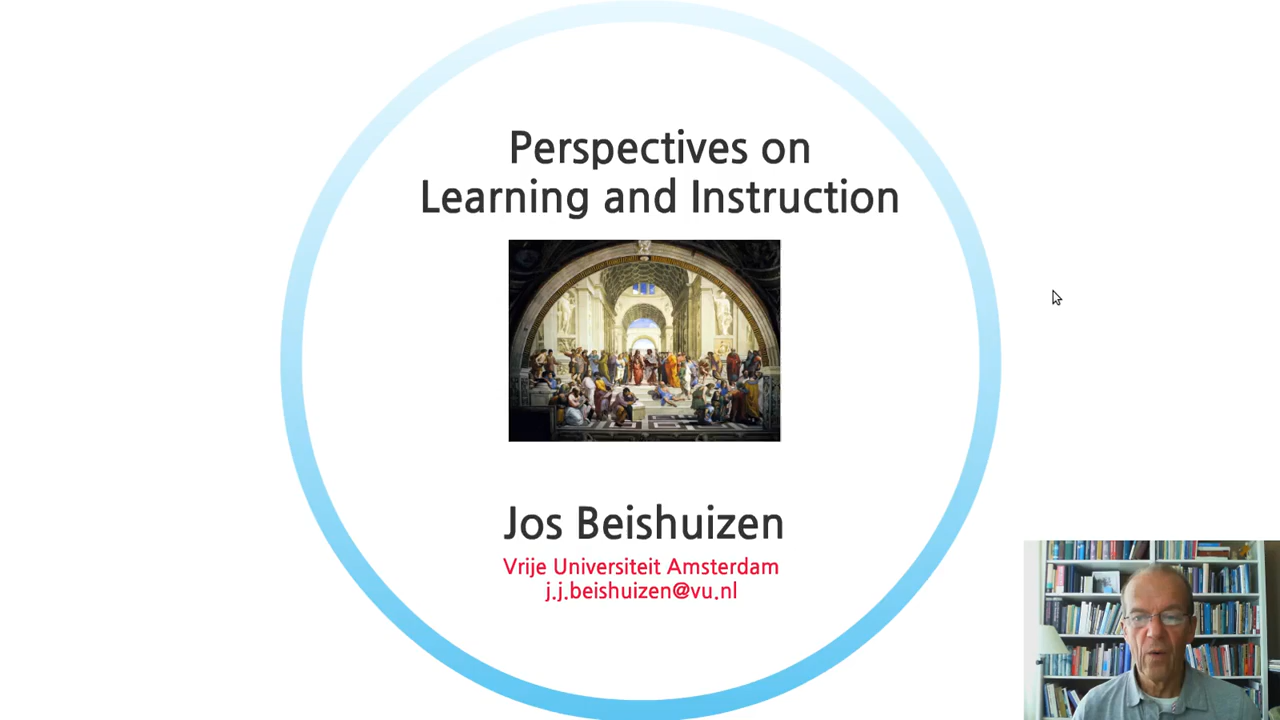 Perspectives on
Learning and Instruction
Jos Beishuizen
Vrije Universiteit Amsterdam
j.j.beishuizen@vu.nl